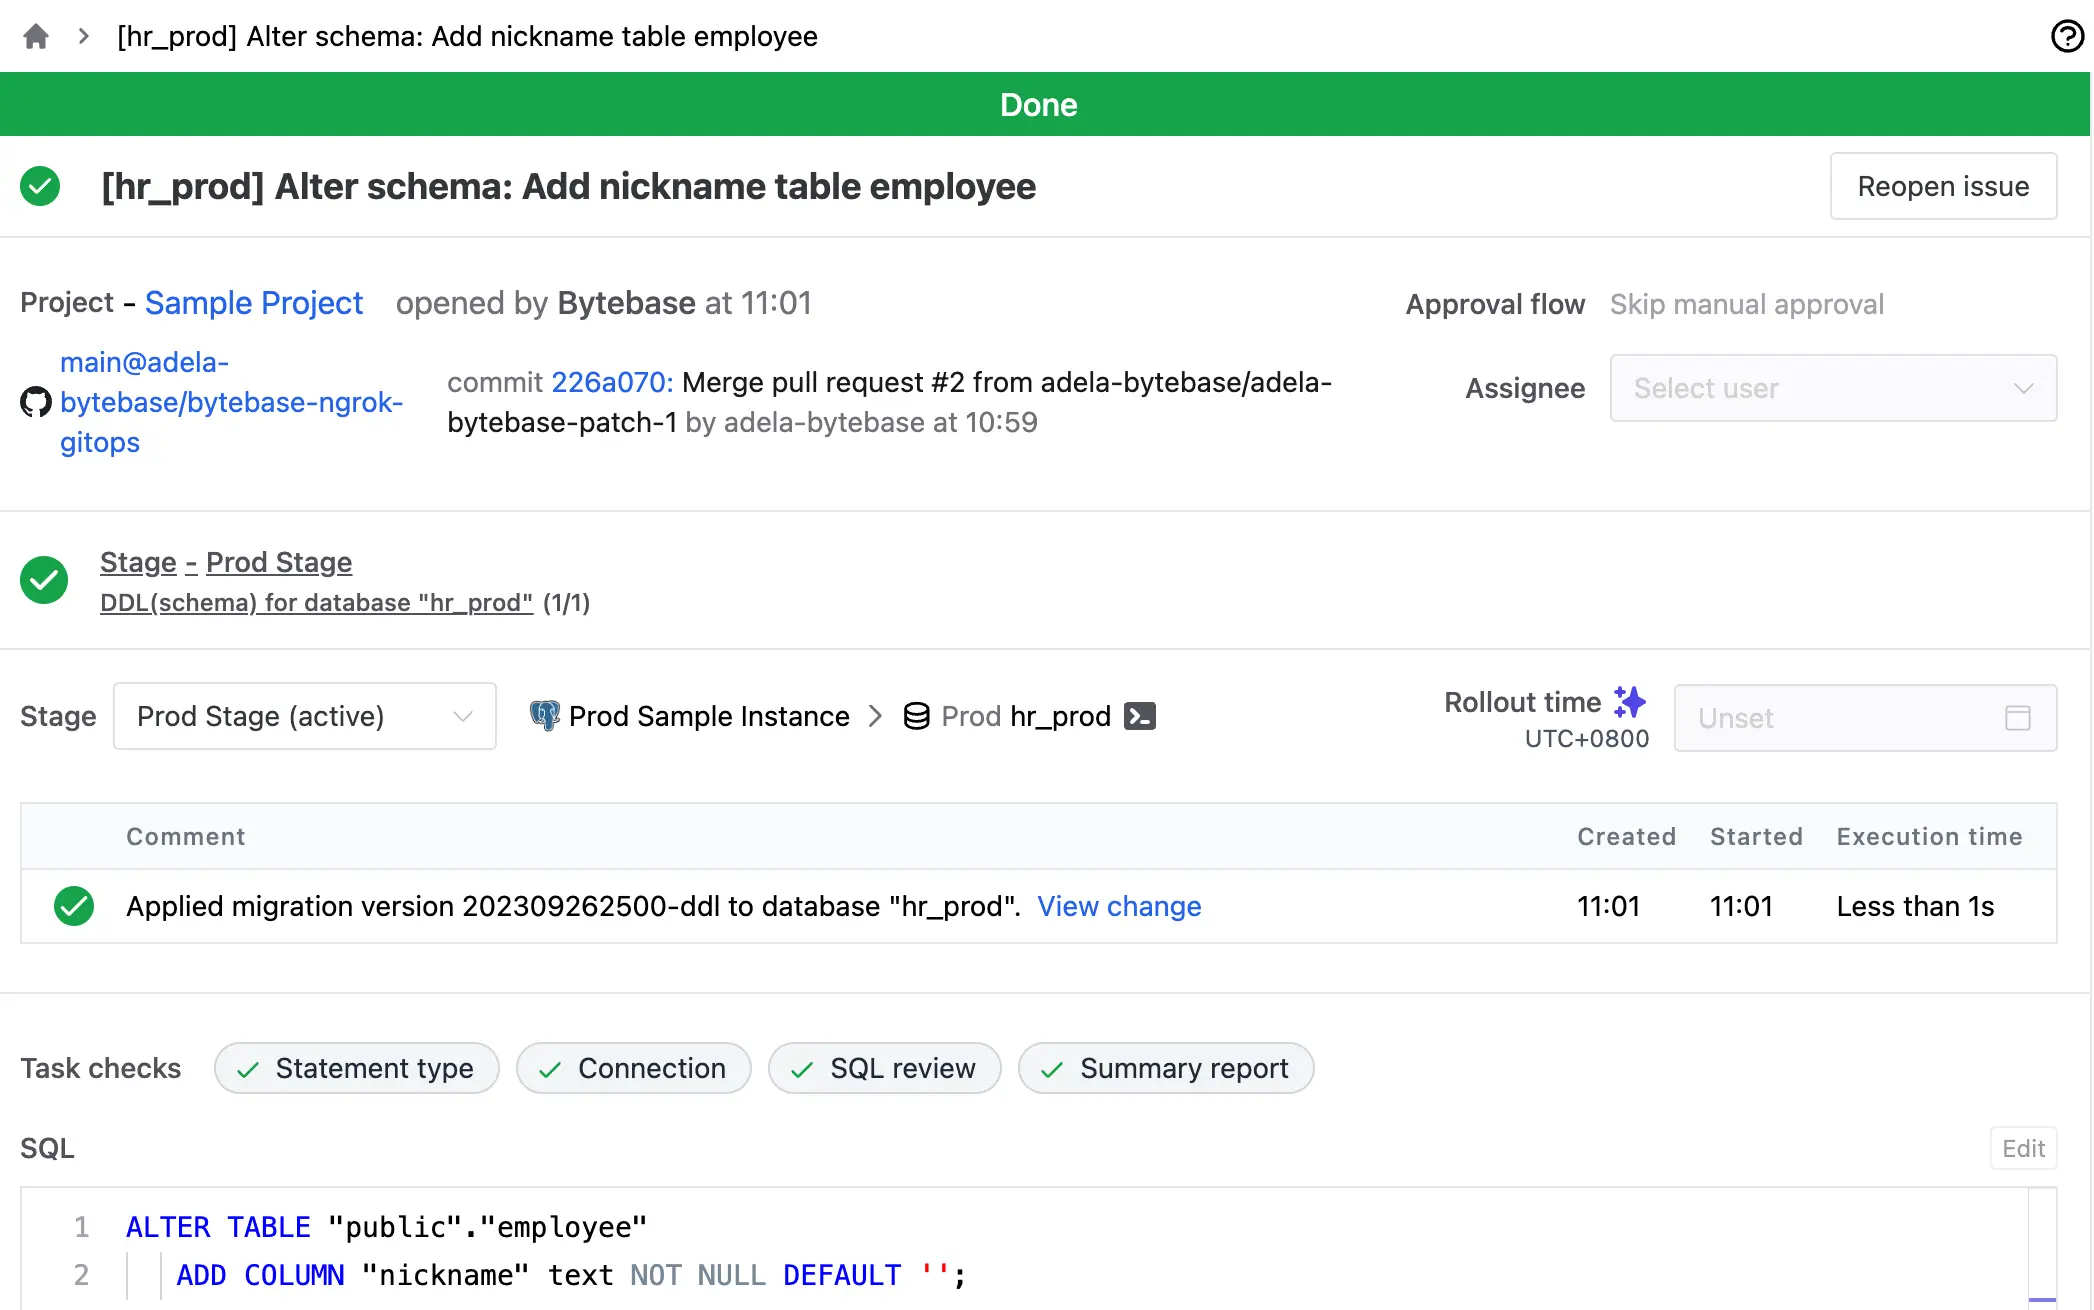 [hr_prod] Alter schema: Add nickname table employee
Done
[hr_prod] Alter schema: Add nickname table employee
Reopen issue
Project - Sample Project opened by Bytebase at 11:01
main@adela-
bytebase/bytebase-ngrok-
gitops
commit 226a070: Merge pull request #2 from adela-bytebase/adela-
bytebase-patch-1 by adela-bytebase at 10:59
Approval flow Skip manual approval
Assignee Select user
Stage - Prod Stage
DDL(schema) for database "hr_prod" (1/1)
Stage Prod Stage (active) Prod Sample Instance Prod hr_prod
Rollout time Unset
UTC+0800
Comment Created Started Execution time
Applied migration version 202309262500-ddl to database "hr_prod". View change 11:01 11:01 Less than 1s
Task checks Statement type Connection SQL review Summary report
SQL Edit
1 ALTER TABLE "public"."employee"
2 ADD COLUMN "nickname" text NOT NULL DEFAULT '';